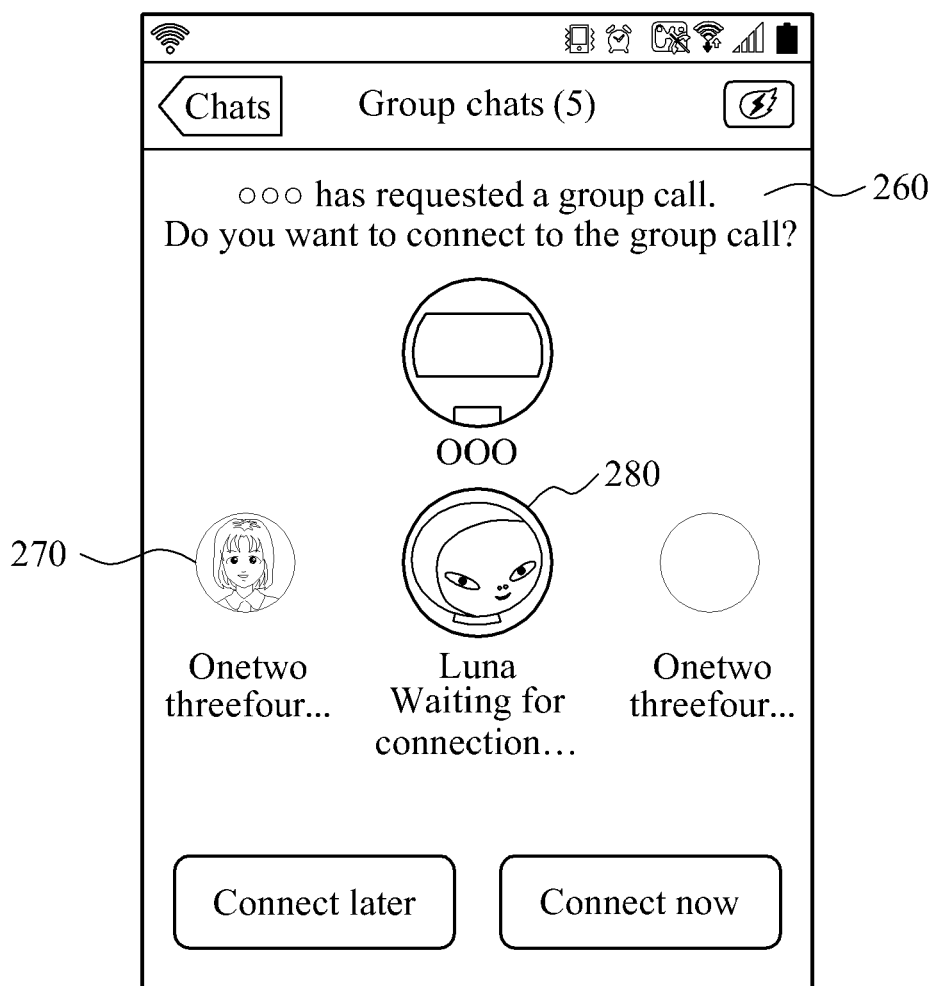 Chats
Group chats (5)
○○○ has requested a group call.
260
Do you want to connect to the group call?
OOO
280
270
Onetwo
threefour...
Luna
Waiting for
connection...
Onetwo
threefour...
Connect later
Connect now